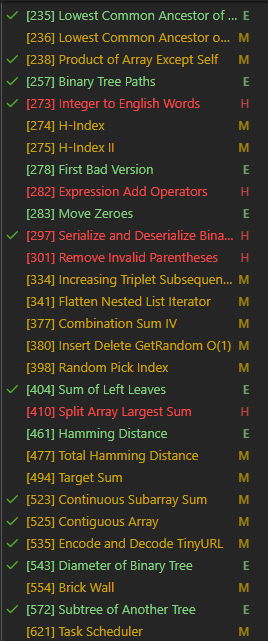 [235] Lowest Common Ancestor of ... E
[236] Lowest Common Ancestor o... M
[238] Product of Array Except Self M
[257] Binary Tree Paths E
[273] Integer to English Words H
[274] H-Index M
[275] H-Index II M
[278] First Bad Version E
[282] Expression Add Operators H
[283] Move Zeroes E
[297] Serialize and Deserialize Bina... H
[301] Remove Invalid Parentheses H
[334] Increasing Triplet Subsequen... M
[341] Flatten Nested List Iterator M
[377] Combination Sum IV M
[380] Insert Delete GetRandom O(1) M
[398] Random Pick Index M
[404] Sum of Left Leaves E
[410] Split Array Largest Sum H
[461] Hamming Distance E
[477] Total Hamming Distance M
[494] Target Sum M
[523] Continuous Subarray Sum M
[525] Contiguous Array M
[535] Encode and Decode TinyURL M
[543] Diameter of Binary Tree E
[554] Brick Wall M
[572] Subtree of Another Tree E
[621] Task Scheduler M